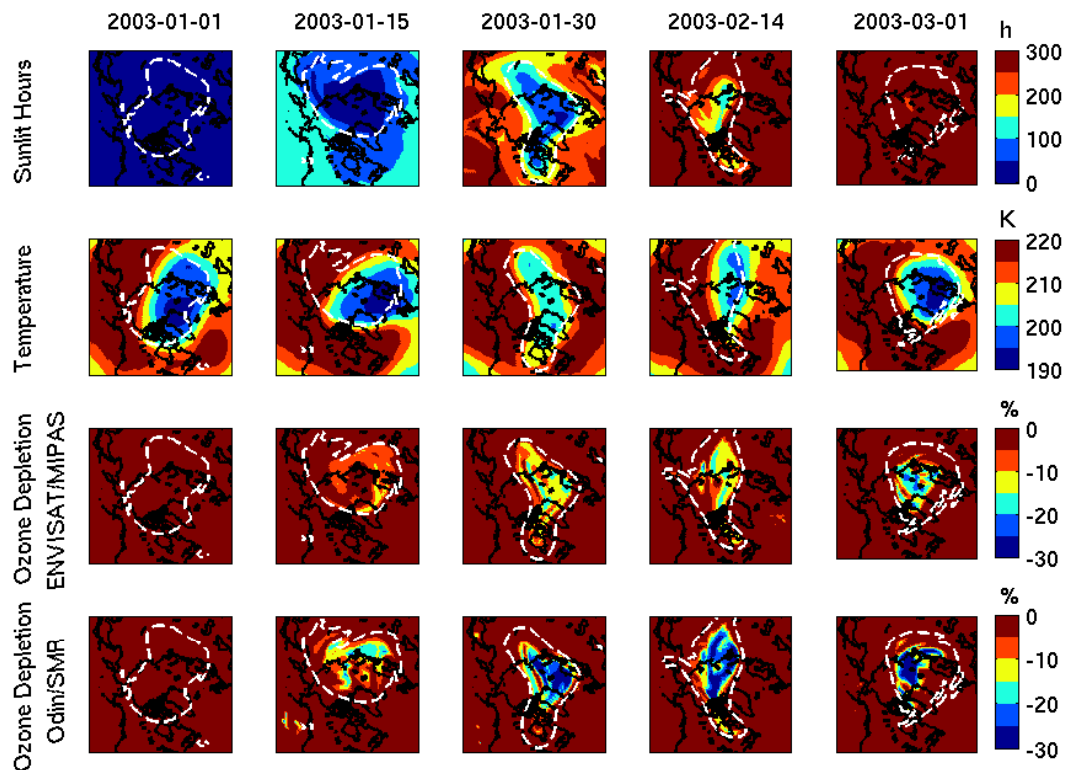 2003-01-01 2003-01-15 2003-01-30 2003-02-14 2003-03-01
Sunlit Hours
h
300
200
100
0
Temperature
K
220
210
200
190
Ozone Depletion
ENVISAT/MIPAS
%
0
-10
-20
-30
Ozone Depletion
Odin/SMR
%
0
-10
-20
-30